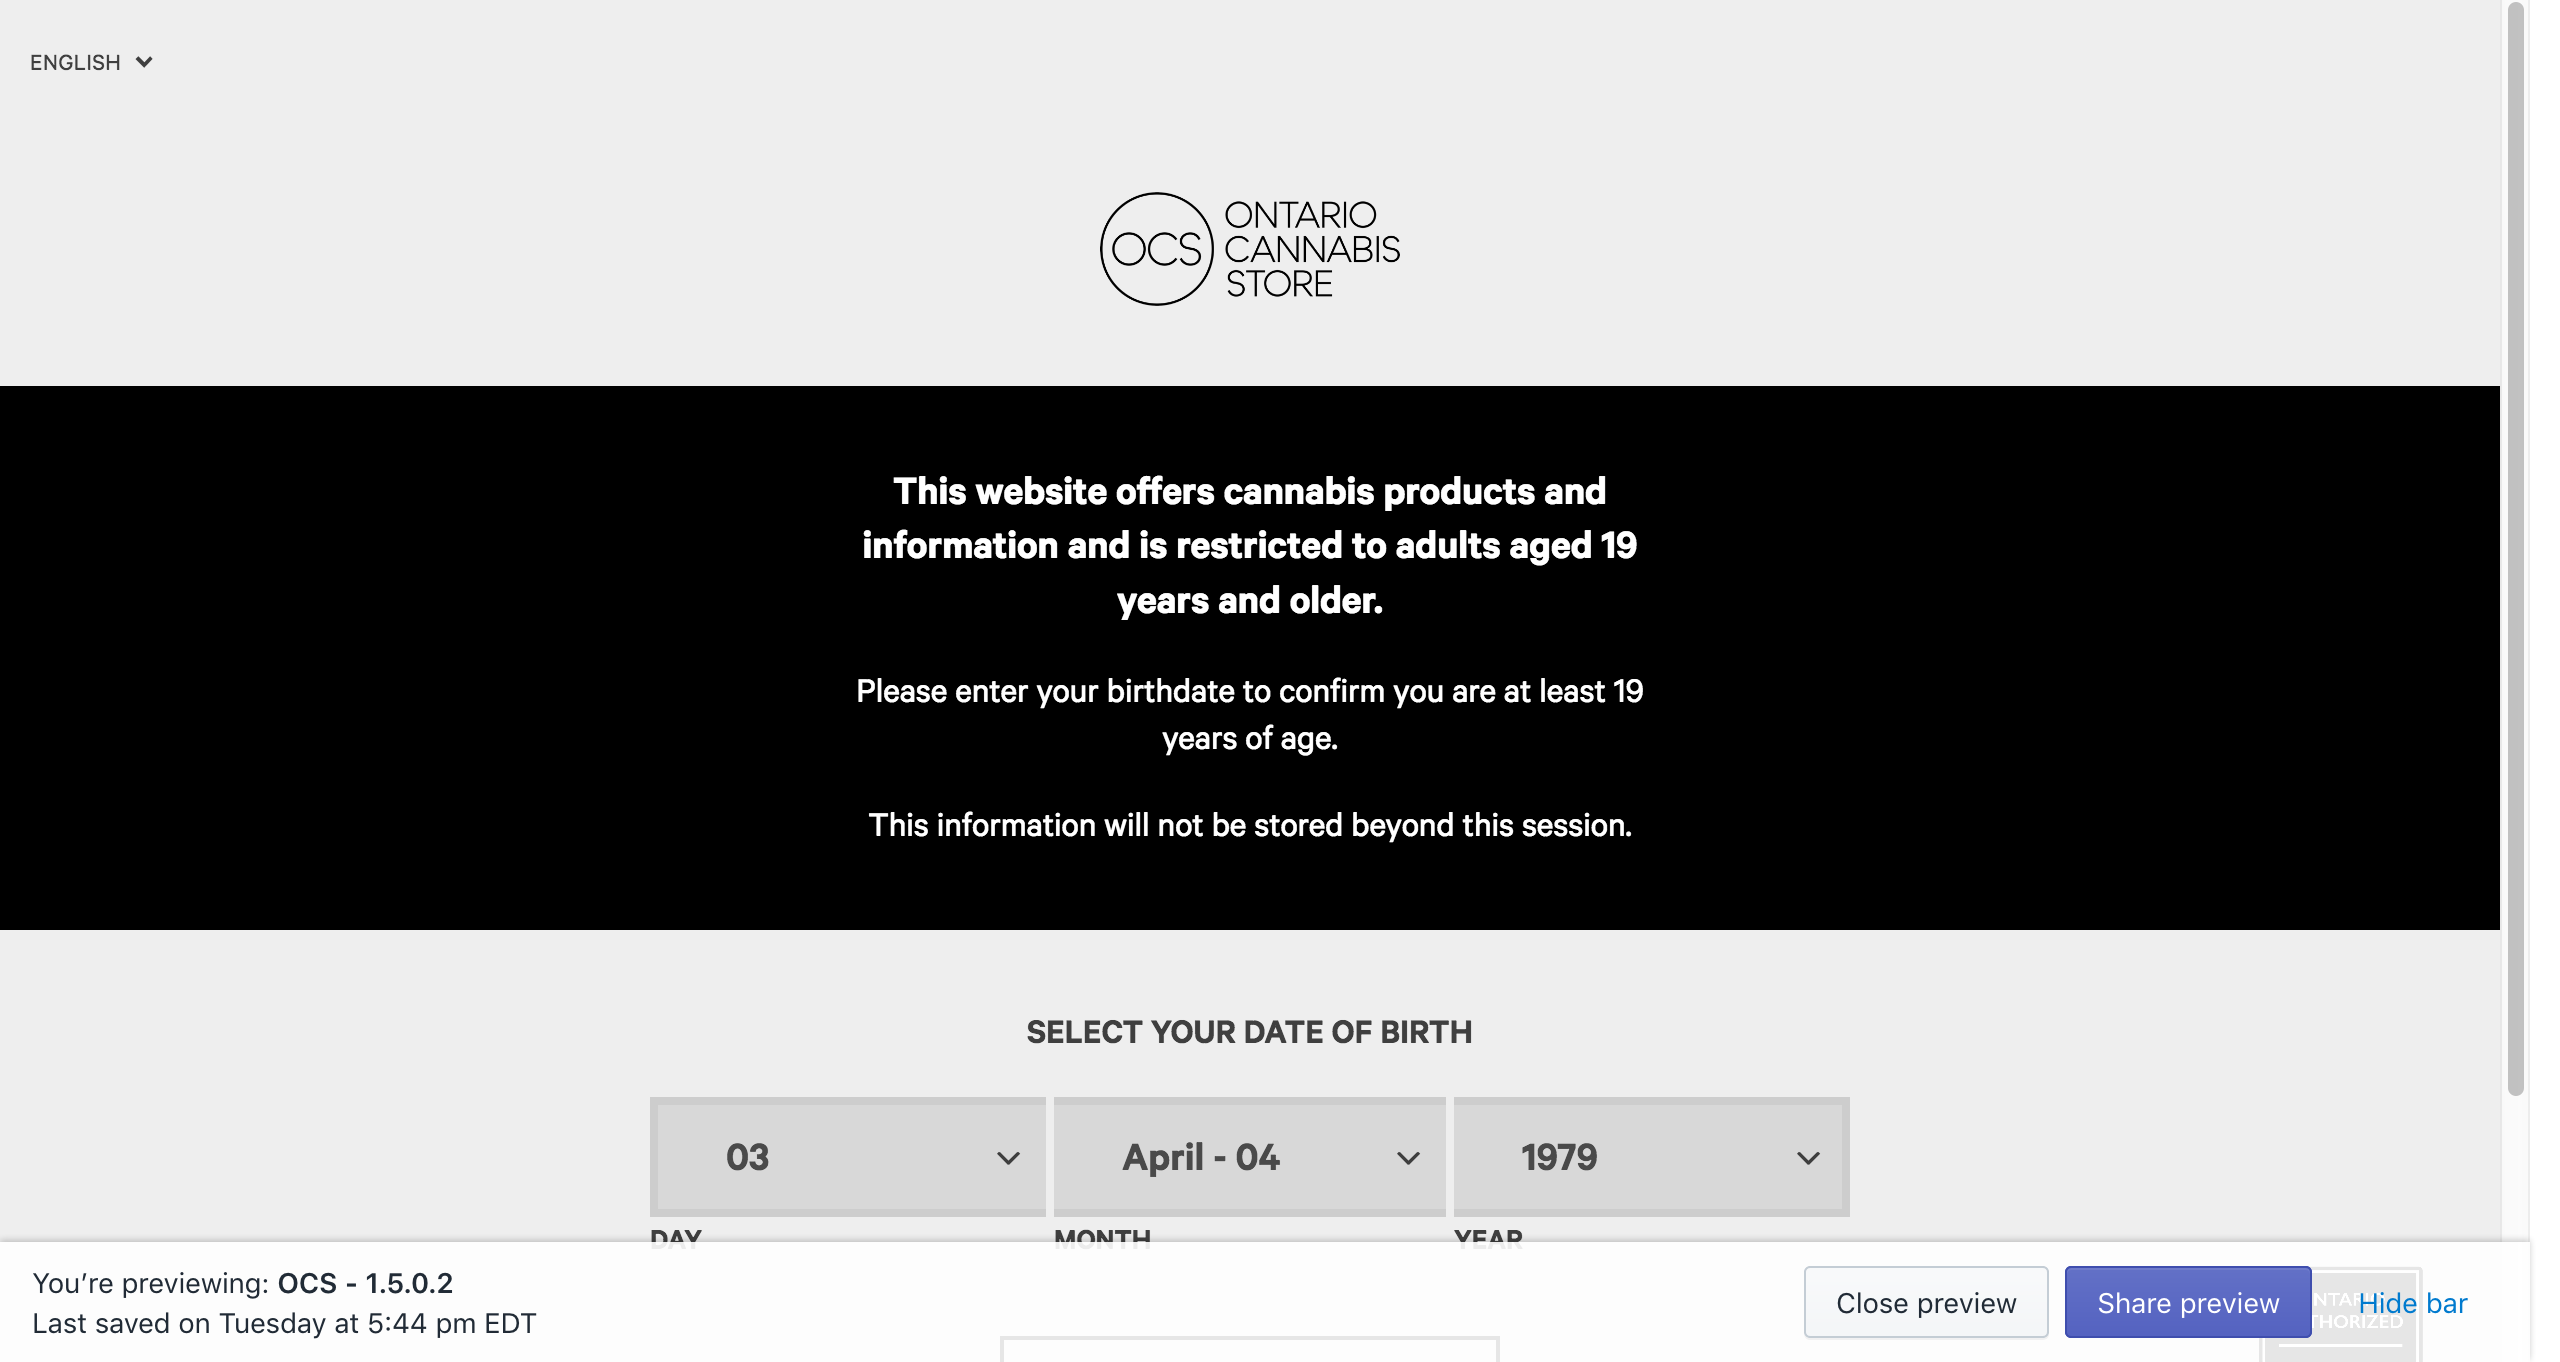 ENGLISH
OCS
ONTARIO
CANNABIS
STORE
This website offers cannabis products and
information and is restricted to adults aged 19
years and older.
Please enter your birthdate to confirm you are at least 19
years of age.
This information will not be stored beyond this session.
SELECT YOUR DATE OF BIRTH
03
April - 04
1979
DAY
MONTH
YEAR
You're previewing: OCS - 1.5.0.2
Last saved on Tuesday at 5:44 pm EDT
Close preview
Share preview
Hide bar